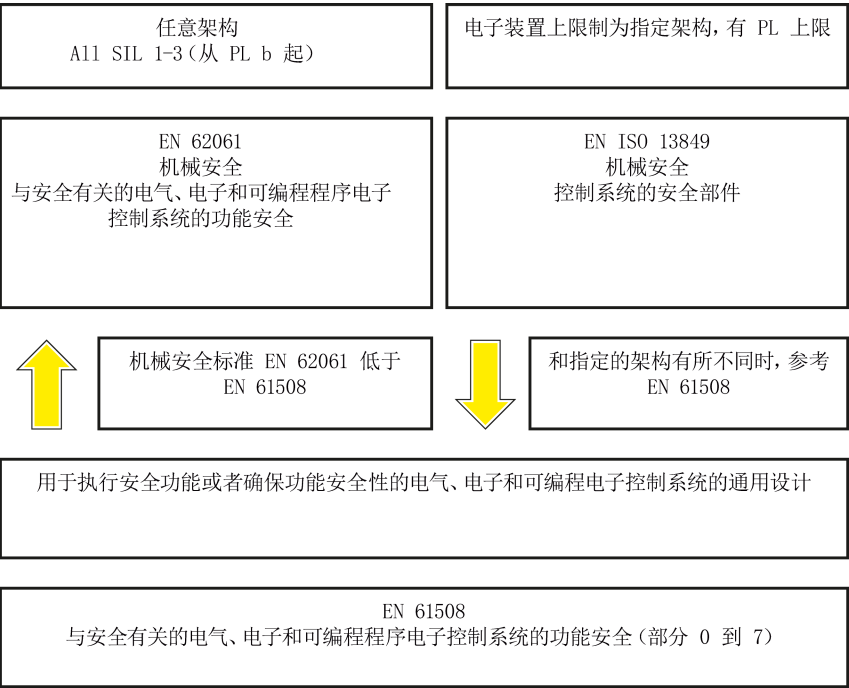 任意架构
All SIL 1-3(从 PL b 起)
电子装置上限制为指定架构,有 PL 上限
EN 62061
机械安全
与安全有关的电气、电子和可编程程序电子
控制系统的功能安全
EN ISO 13849
机械安全
控制系统的安全部件
机械安全标准 EN 62061 低于
EN 61508
和指定的架构有所不同时,参考
EN 61508
用于执行安全功能或者确保功能安全性的电气、电子和可编程电子控制系统的通用设计
EN 61508
与安全有关的电气、电子和可编程程序电子控制系统的功能安全(部分 0 到 7)